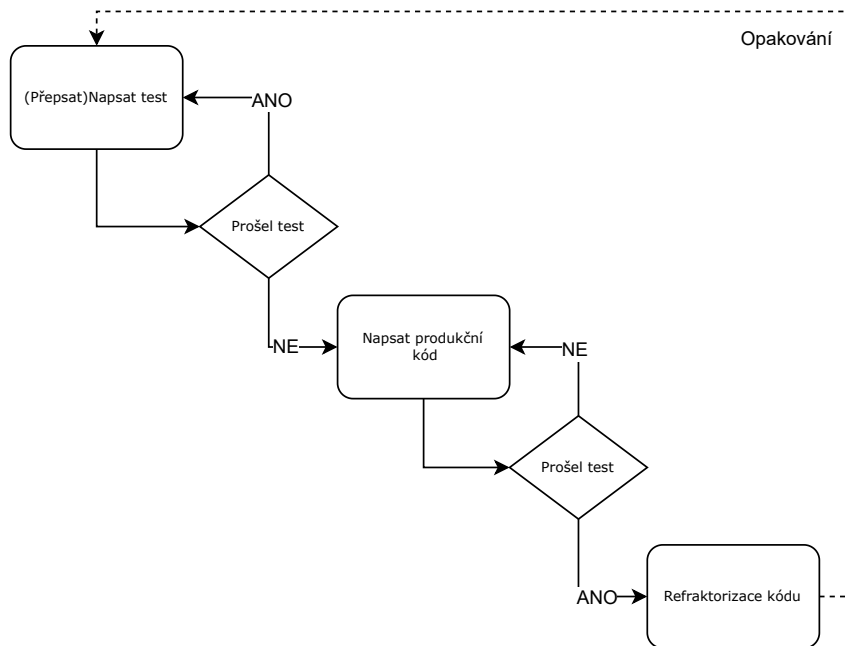 Opakování
(Přepsat)Napsat test
ANO
Prošel test
NE
Napsat produkční
kód
NE
Prošel test
ANO
Refraktorizace kódu